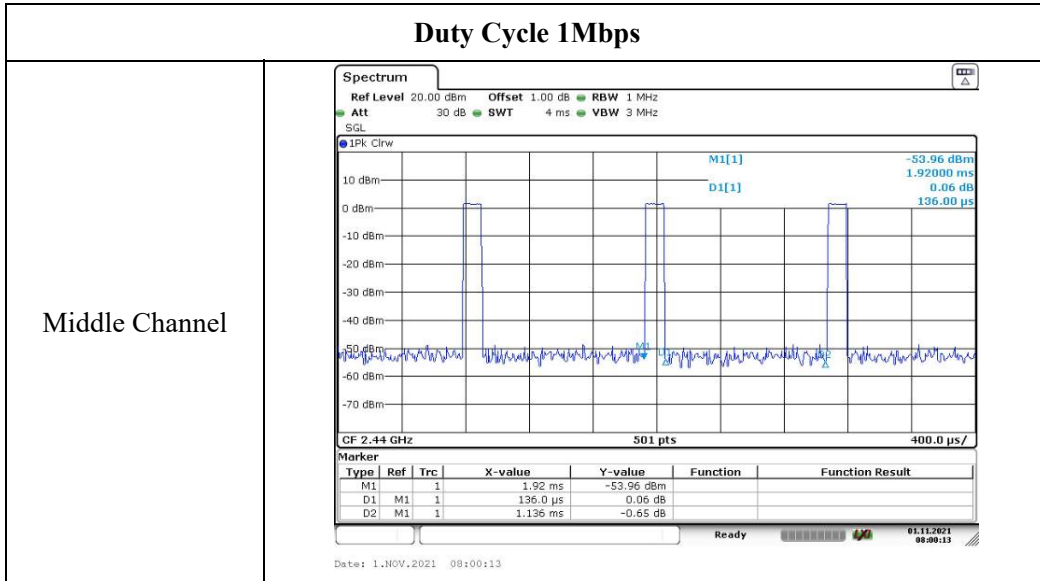 Duty Cycle 1Mbps
Middle Channel
Spectrum
Ref Level 20.00 dBm Offset 1.00 dB RBW 1 MHz
Att 30 dB SWT 4 ms VBW 3 MHz
SGL
1Pk Clrw
M1[1] -53.96 dBm
1.92000 ms
10 dBm
D1[1] 0.06 dB
136.00 µs
0 dBm
-10 dBm
-20 dBm
-30 dBm
-40 dBm
-50 dBm
M1
-60 dBm
-70 dBm
CF 2.44 GHz 501 pts 400.0 µs/
Marker
Type Ref Trc X-value Y-value Function Function Result
M1 1 1.92 ms -53.96 dBm
D1 M1 1 136.0 µs 0.06 dB
D2 M1 1 1.136 ms -0.65 dB
Ready LXI 01.11.2021
08:00:13
Date: 1.NOV.2021 08:00:13